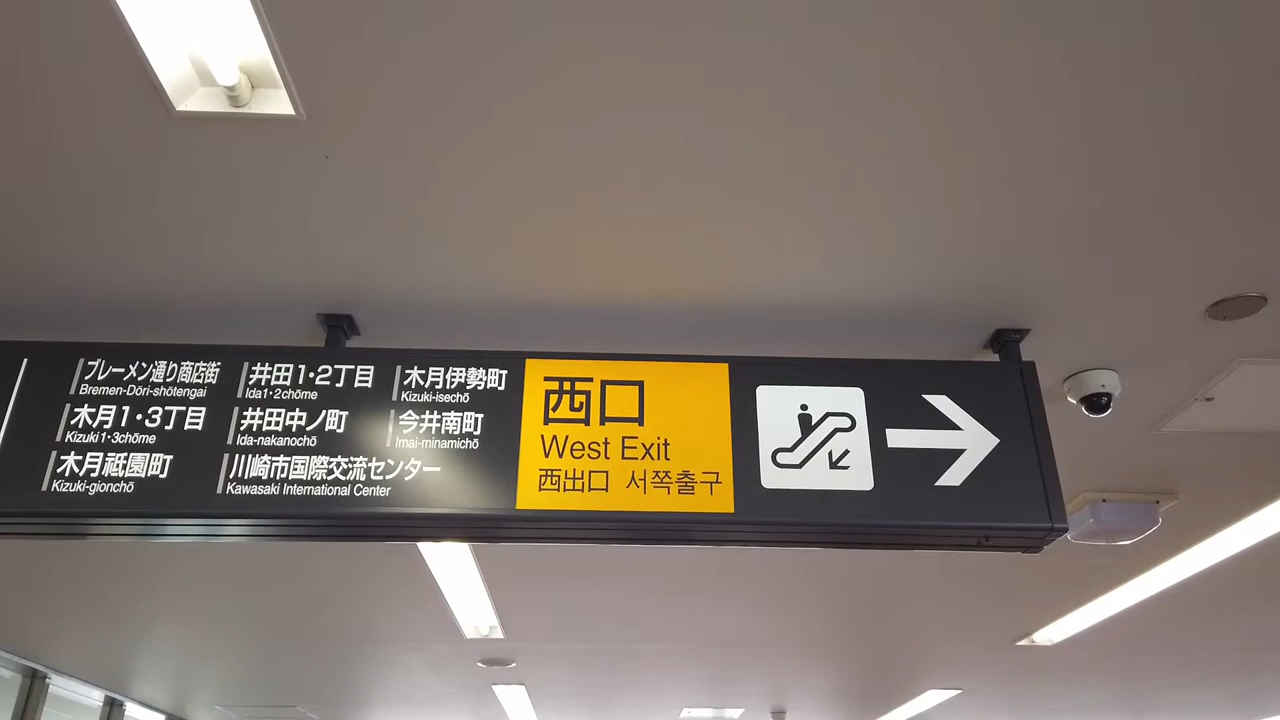 ブレーメン通り商店街
Bremen-Dōri-shōtengai
木月1・3丁目
Kizuki1・3chōme
木月祗園町
Kizuki-gionchō
井田1・2丁目
Ida1・2chōme
井田中ノ町
Ida-nakanochō
川崎市国際交流センター
Kawasaki International Center
木月伊勢町
Kizuki-isechō
今井南町
Imai-minamichō
西口
West Exit
西出口 서쪽출구